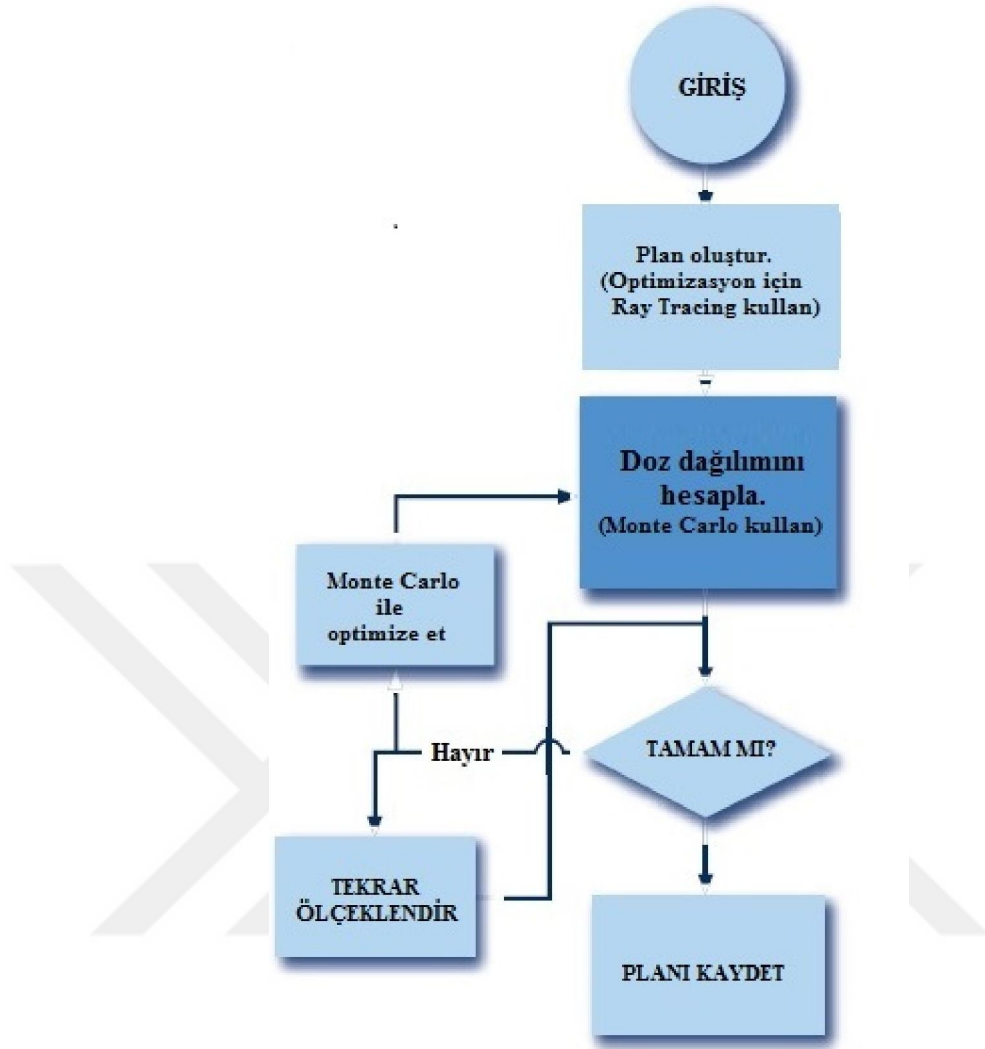 GİRİŞ
Plan oluştur.
(Optimizasyon için
Ray Tracing kullan)
Doz dağılımını
hesapla.
(Monte Carlo kullan)
Monte Carlo
ile
optimize et
Hayır
TAMAM MI?
TEKRAR
ÖLÇEKLENDİR
PLANI KAYDET